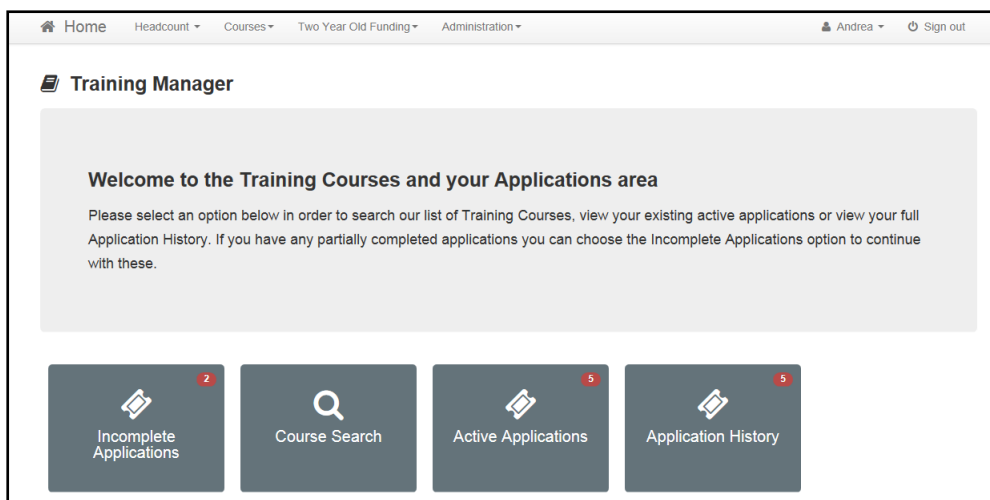 Home Headcount Courses Two Year Old Funding Administration Andrea Sign out
Training Manager
Welcome to the Training Courses and your Applications area
Please select an option below in order to search our list of Training Courses, view your existing active applications or view your full
Application History. If you have any partially completed applications you can choose the Incomplete Applications option to continue
with these.
2
Incomplete
Applications
Course Search
5
Active Applications
5
Application History